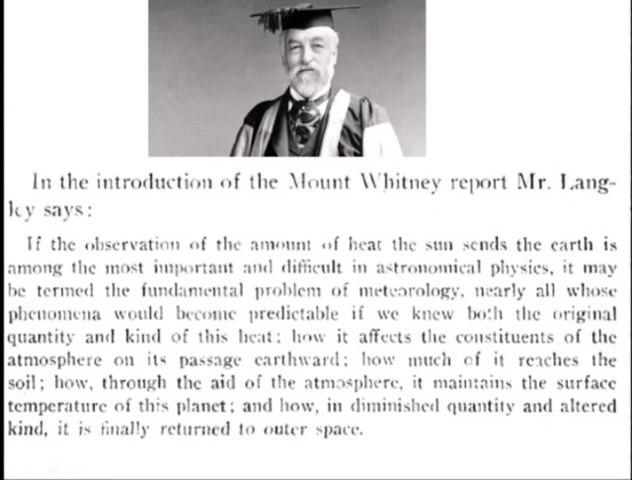 In the introduction of the Mount Whitney report Mr. Lang-
ley says:
If the observation of the amount of heat the sun sends the earth is
among the most important and difficult in astronomical physics, it may
be termed the fundamental problem of meteorology, nearly all whose
phenomena would become predictable if we knew both the original
quantity and kind of this heat; how it affects the constituents of the
atmosphere on its passage earthward; how much of it reaches the
soil; how, through the aid of the atmosphere, it maintains the surface
temperature of this planet; and how, in diminished quantity and altered
kind, it is finally returned to outer space.